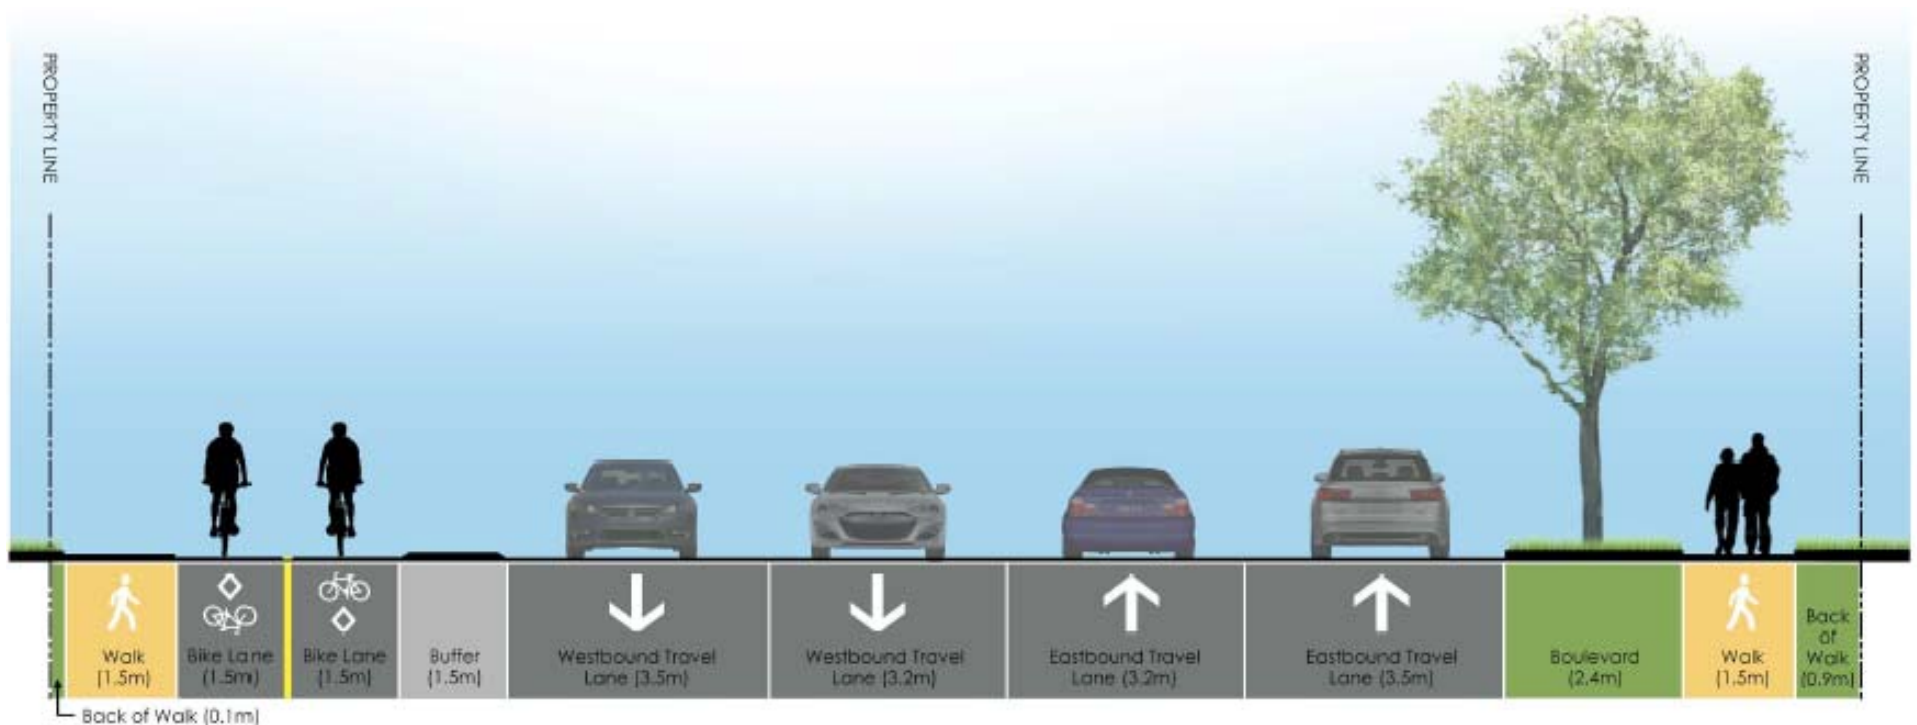 PROPERTY LINE
PROPERTY LINE
Walk
(1.5m)
Bike Lane
(1.5m)
Bike Lane
(1.5m)
Buffer
(1.5m)
Westbound Travel
Lane (3.5m)
Westbound Travel
Lane (3.2m)
Eastbound Travel
Lane (3.2m)
Eastbound Travel
Lane (3.5m)
Boulevard
(2.4m)
Walk
(1.5m)
Back
of
Walk
(0.9m)
Back of Walk (0.1m)